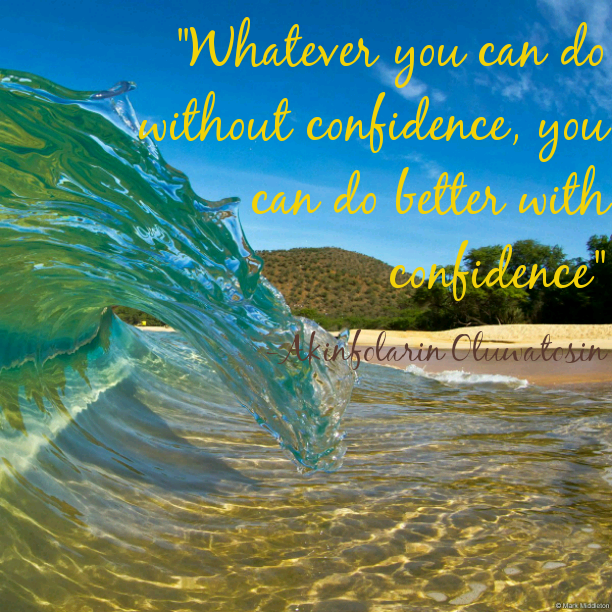 "Whatever you can do
without confidence, you
can do better with
confidence"
- Akinfolarin Oluwatosin
© Mark Middleton